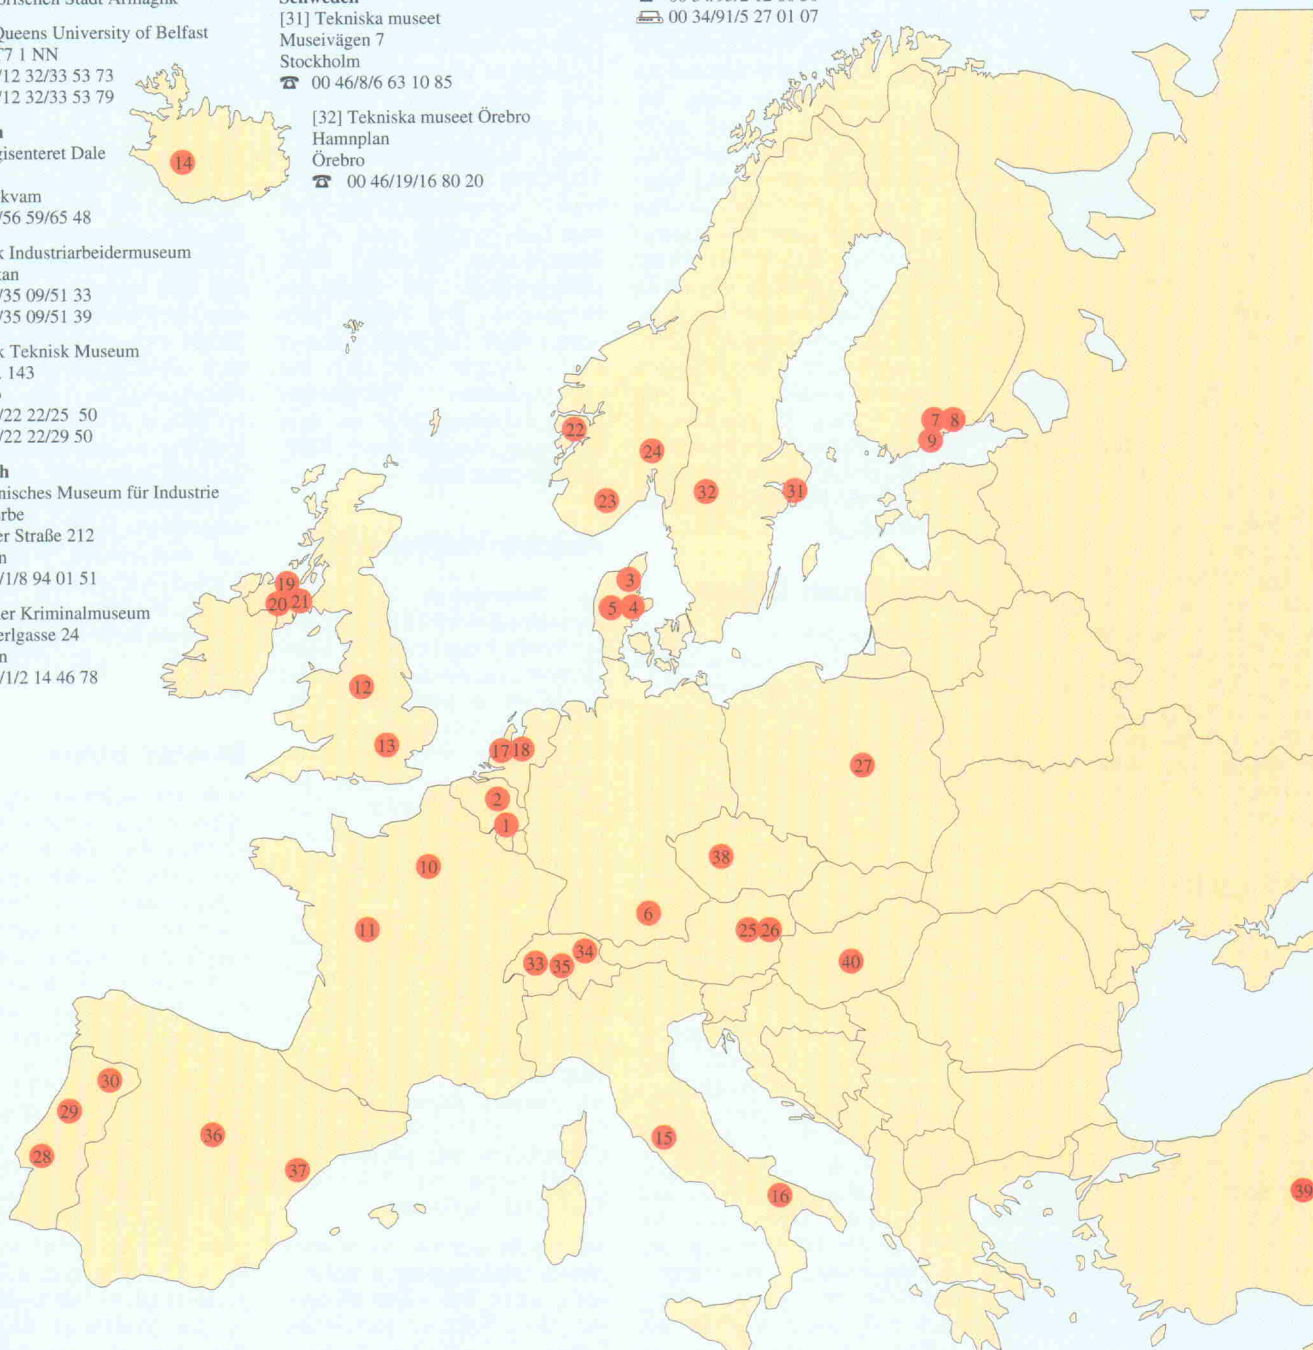 Queens University of Belfast
T7 1 NN
/12 32/33 53 73
/12 32/33 53 79
gisenteret Dale
kvam
/56 59/65 48
k Industriarbeidermuseum
kan
/35 09/51 33
/35 09/51 39
k Teknisk Museum
143
/22 22/25 50
/22 22/29 50
h
nisches Museum für Industrie
rbe
er Straße 212
n
/1/8 94 01 51
er Kriminalmuseum
erlgasse 24
n
/1/2 14 46 78
[31] Tekniska museet
Museivägen 7
Stockholm
☎ 00 46/8/6 63 10 85
[32] Tekniska museet Örebro
Hamnplan
Örebro
☎ 00 46/19/16 80 20
00 34/91/5 27 01 07
14
7 8
9
22
24
23
32
31
3
5 4
19
20 21
12
13
17 18
2
1
27
10
38
11
6
25 26
33 35 34
40
30
29
28
36
37
15
16
39